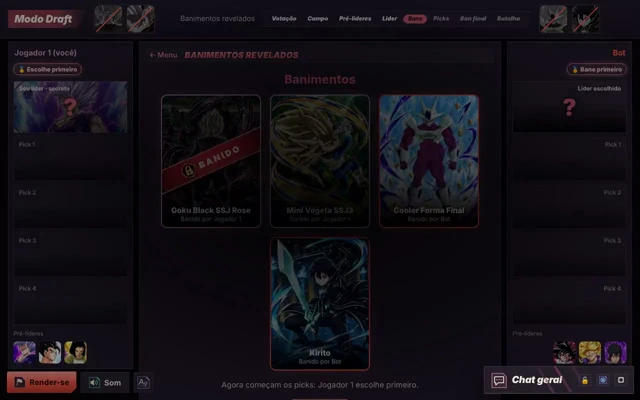 Modo Draft
Banimentos revelados
Votação Campo Pré-líderes Líder Bans Picks Ban final Batalha
Jogador 1 (você)
Escolhe primeiro
Seu líder - secreto
?
Pick 1
Pick 2
Pick 3
Pick 4
Pré-líderes
← Menu BANIMENTOS REVELADOS
Banimentos
BANIDO
Goku Black SSJ Rose
Banido por Jogador 1
Mini Vegeta SSJ3
Banido por Jogador 1
Cooler Forma Final
Banido por Bot
Kirito
Banido por Bot
Agora começam os picks: Jogador 1 escolhe primeiro.
Bot
Bane primeiro
Líder escolhido
?
Pick 1
Pick 2
Pick 3
Pick 4
Pré-líderes
Render-se
Som
Chat geral